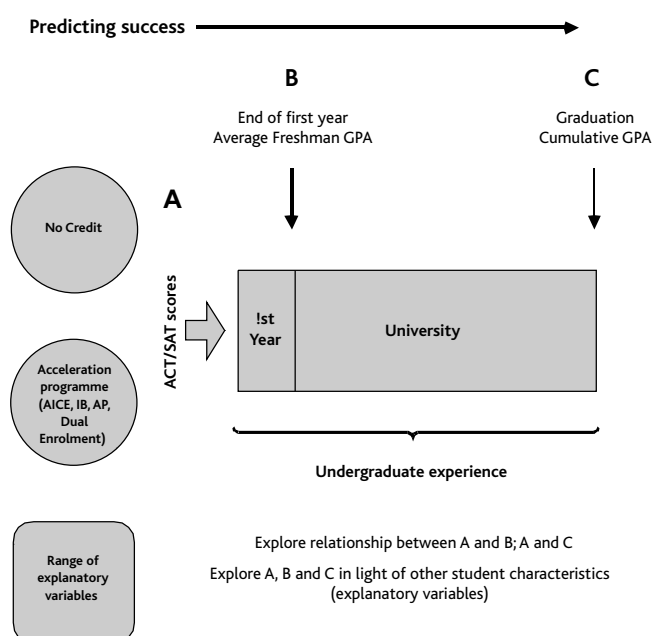 Predicting success
B
C
End of first year
Average Freshman GPA
Graduation
Cumulative GPA
A
No Credit
ACT/SAT scores
!st
Year
University
Acceleration
programme
(AICE, IB, AP,
Dual
Enrolment)
Undergraduate experience
Range of
explanatory
variables
Explore relationship between A and B; A and C
Explore A, B and C in light of other student characteristics
(explanatory variables)